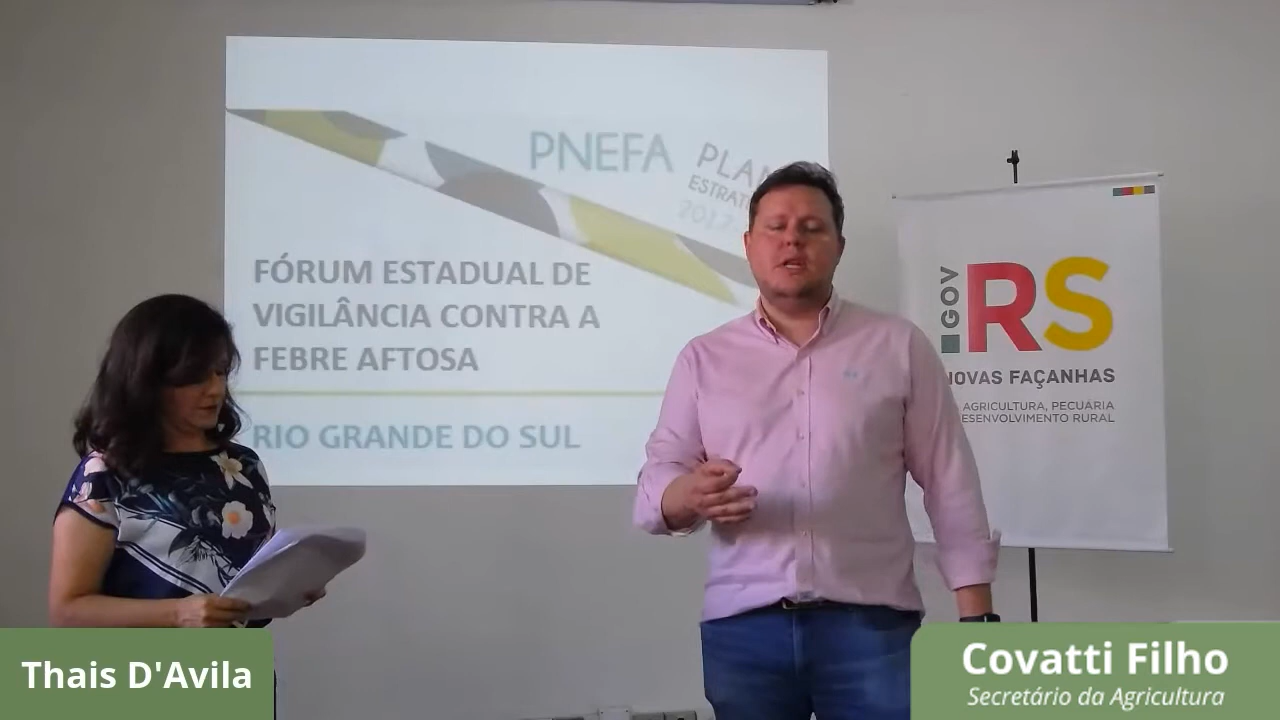 PNEFA
FÓRUM ESTADUAL DE
VIGILÂNCIA CONTRA A
FEBRE AFTOSA
RIO GRANDE DO SUL
GOV
RS
NOVAS FAÇANHAS
AGRICULTURA, PECUÁRIA
DESENVOLVIMENTO RURAL
Thais D'Avila
Covatti Filho
Secretário da Agricultura